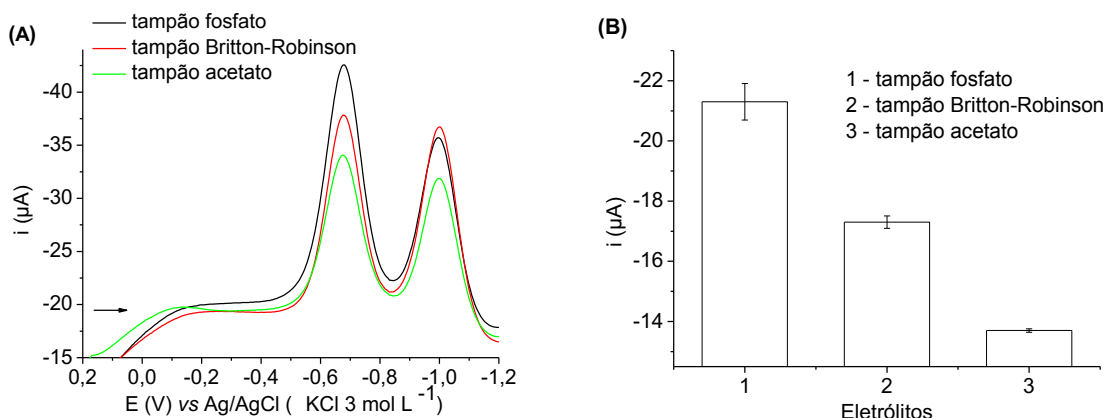 (A)
tampão fosfato
tampão Britton-Robinson
tampão acetato
-40
-35
-30
-25
-20
-15
i (µA)
0,2 0,0 -0,2 -0,4 -0,6 -0,8 -1,0 -1,2
E (V) vs Ag/AgCl ( KCl 3 mol L⁻¹)
(B)
1 - tampão fosfato
2 - tampão Britton-Robinson
3 - tampão acetato
-22
-20
-18
-16
-14
i (µA)
1 2 3
Eletrólitos